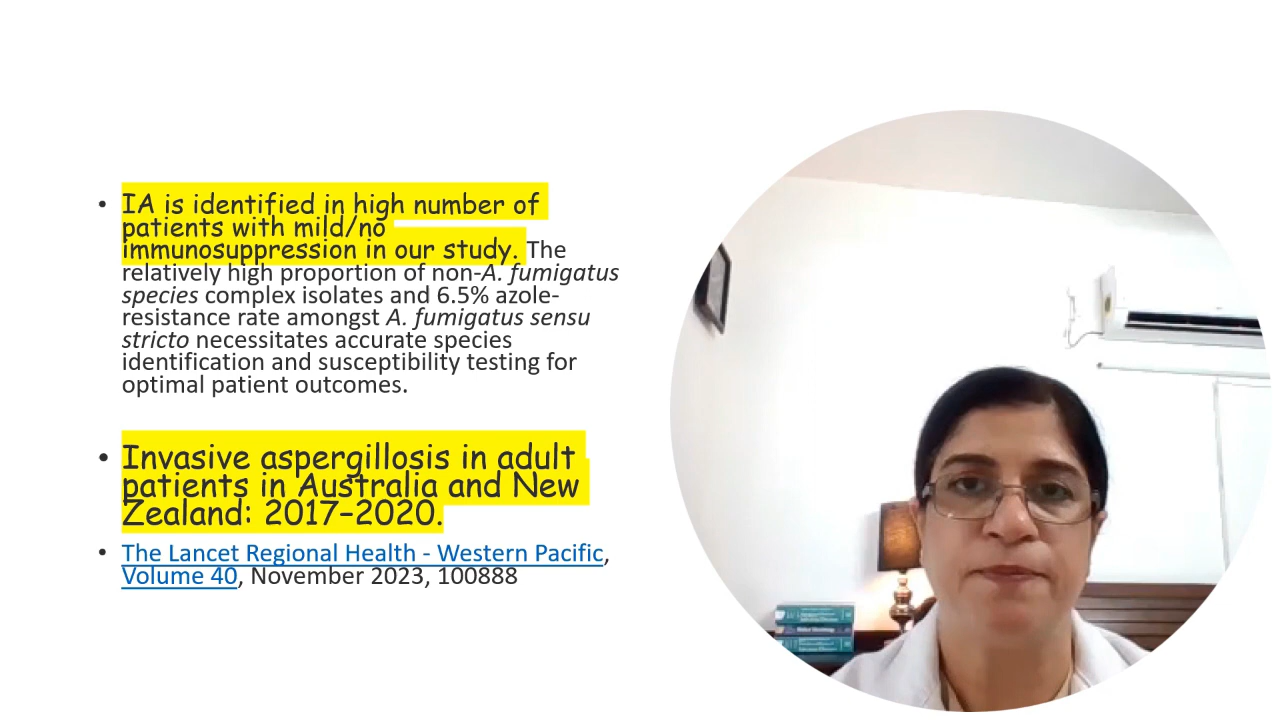 • IA is identified in high number of
patients with mild/no
immunosuppression in our study. The
relatively high proportion of non-A. fumigatus
species complex isolates and 6.5% azole-
resistance rate amongst A. fumigatus sensu
stricto necessitates accurate species
identification and susceptibility testing for
optimal patient outcomes.
• Invasive aspergillosis in adult
patients in Australia and New
Zealand: 2017–2020.
• The Lancet Regional Health - Western Pacific,
Volume 40, November 2023, 100888